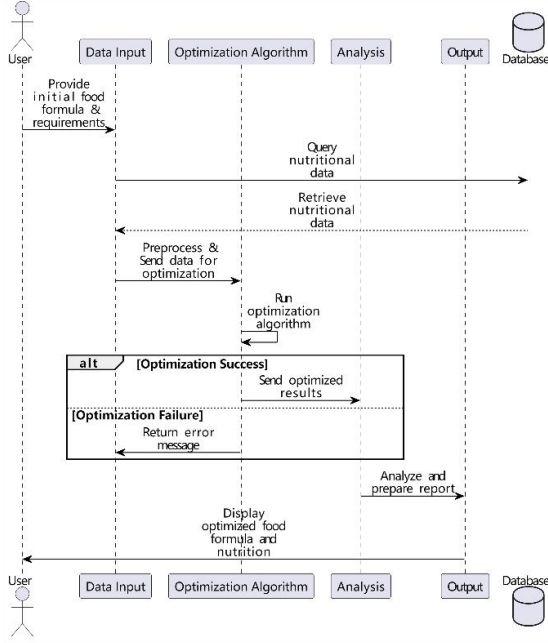 User
Data Input
Optimization Algorithm
Analysis
Output
Database
Provide
initial food
formula &
requirements
Query
nutritional
data
Retrieve
nutritional
data
Preprocess &
Send data for
optimization
Run
optimization
algorithm
alt
[Optimization Success]
Send optimized
results
[Optimization Failure]
Return error
message
Analyze and
prepare report
Display
optimized food
formula and
nutrition
User
Data Input
Optimization Algorithm
Analysis
Output
Database